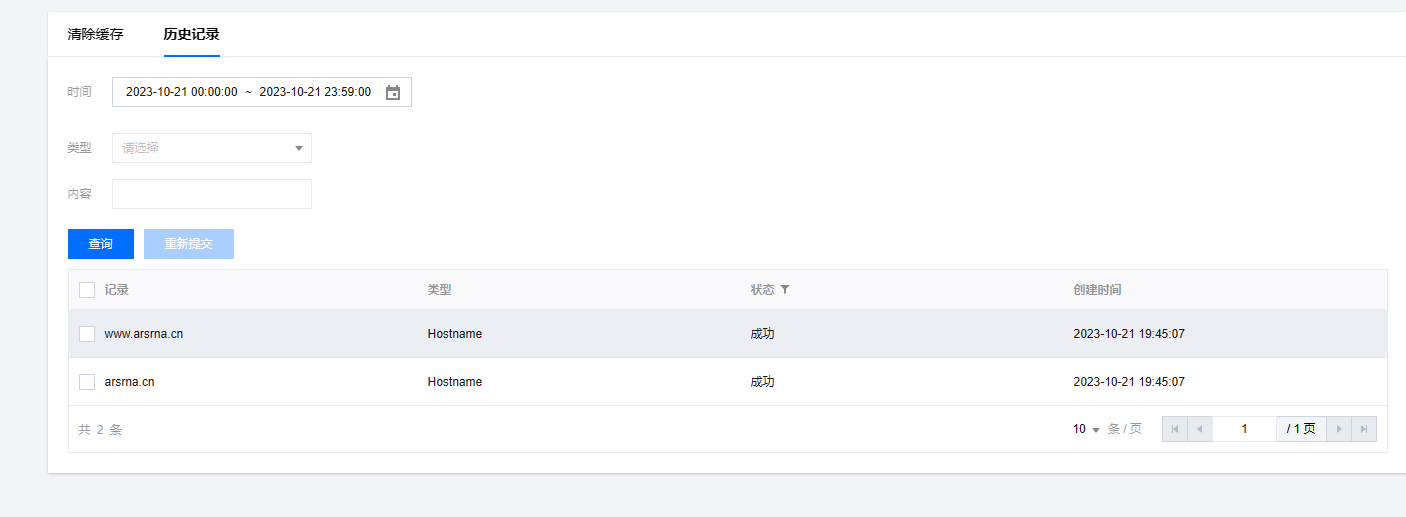 清除缓存 历史记录
时间 2023-10-21 00:00:00 ~ 2023-10-21 23:59:00
类型 请选择
内容
查询 重新提交
记录 类型 状态 创建时间
www.arsrna.cn Hostname 成功 2023-10-21 19:45:07
arsrna.cn Hostname 成功 2023-10-21 19:45:07
共 2 条 10 条 / 页 1 / 1 页